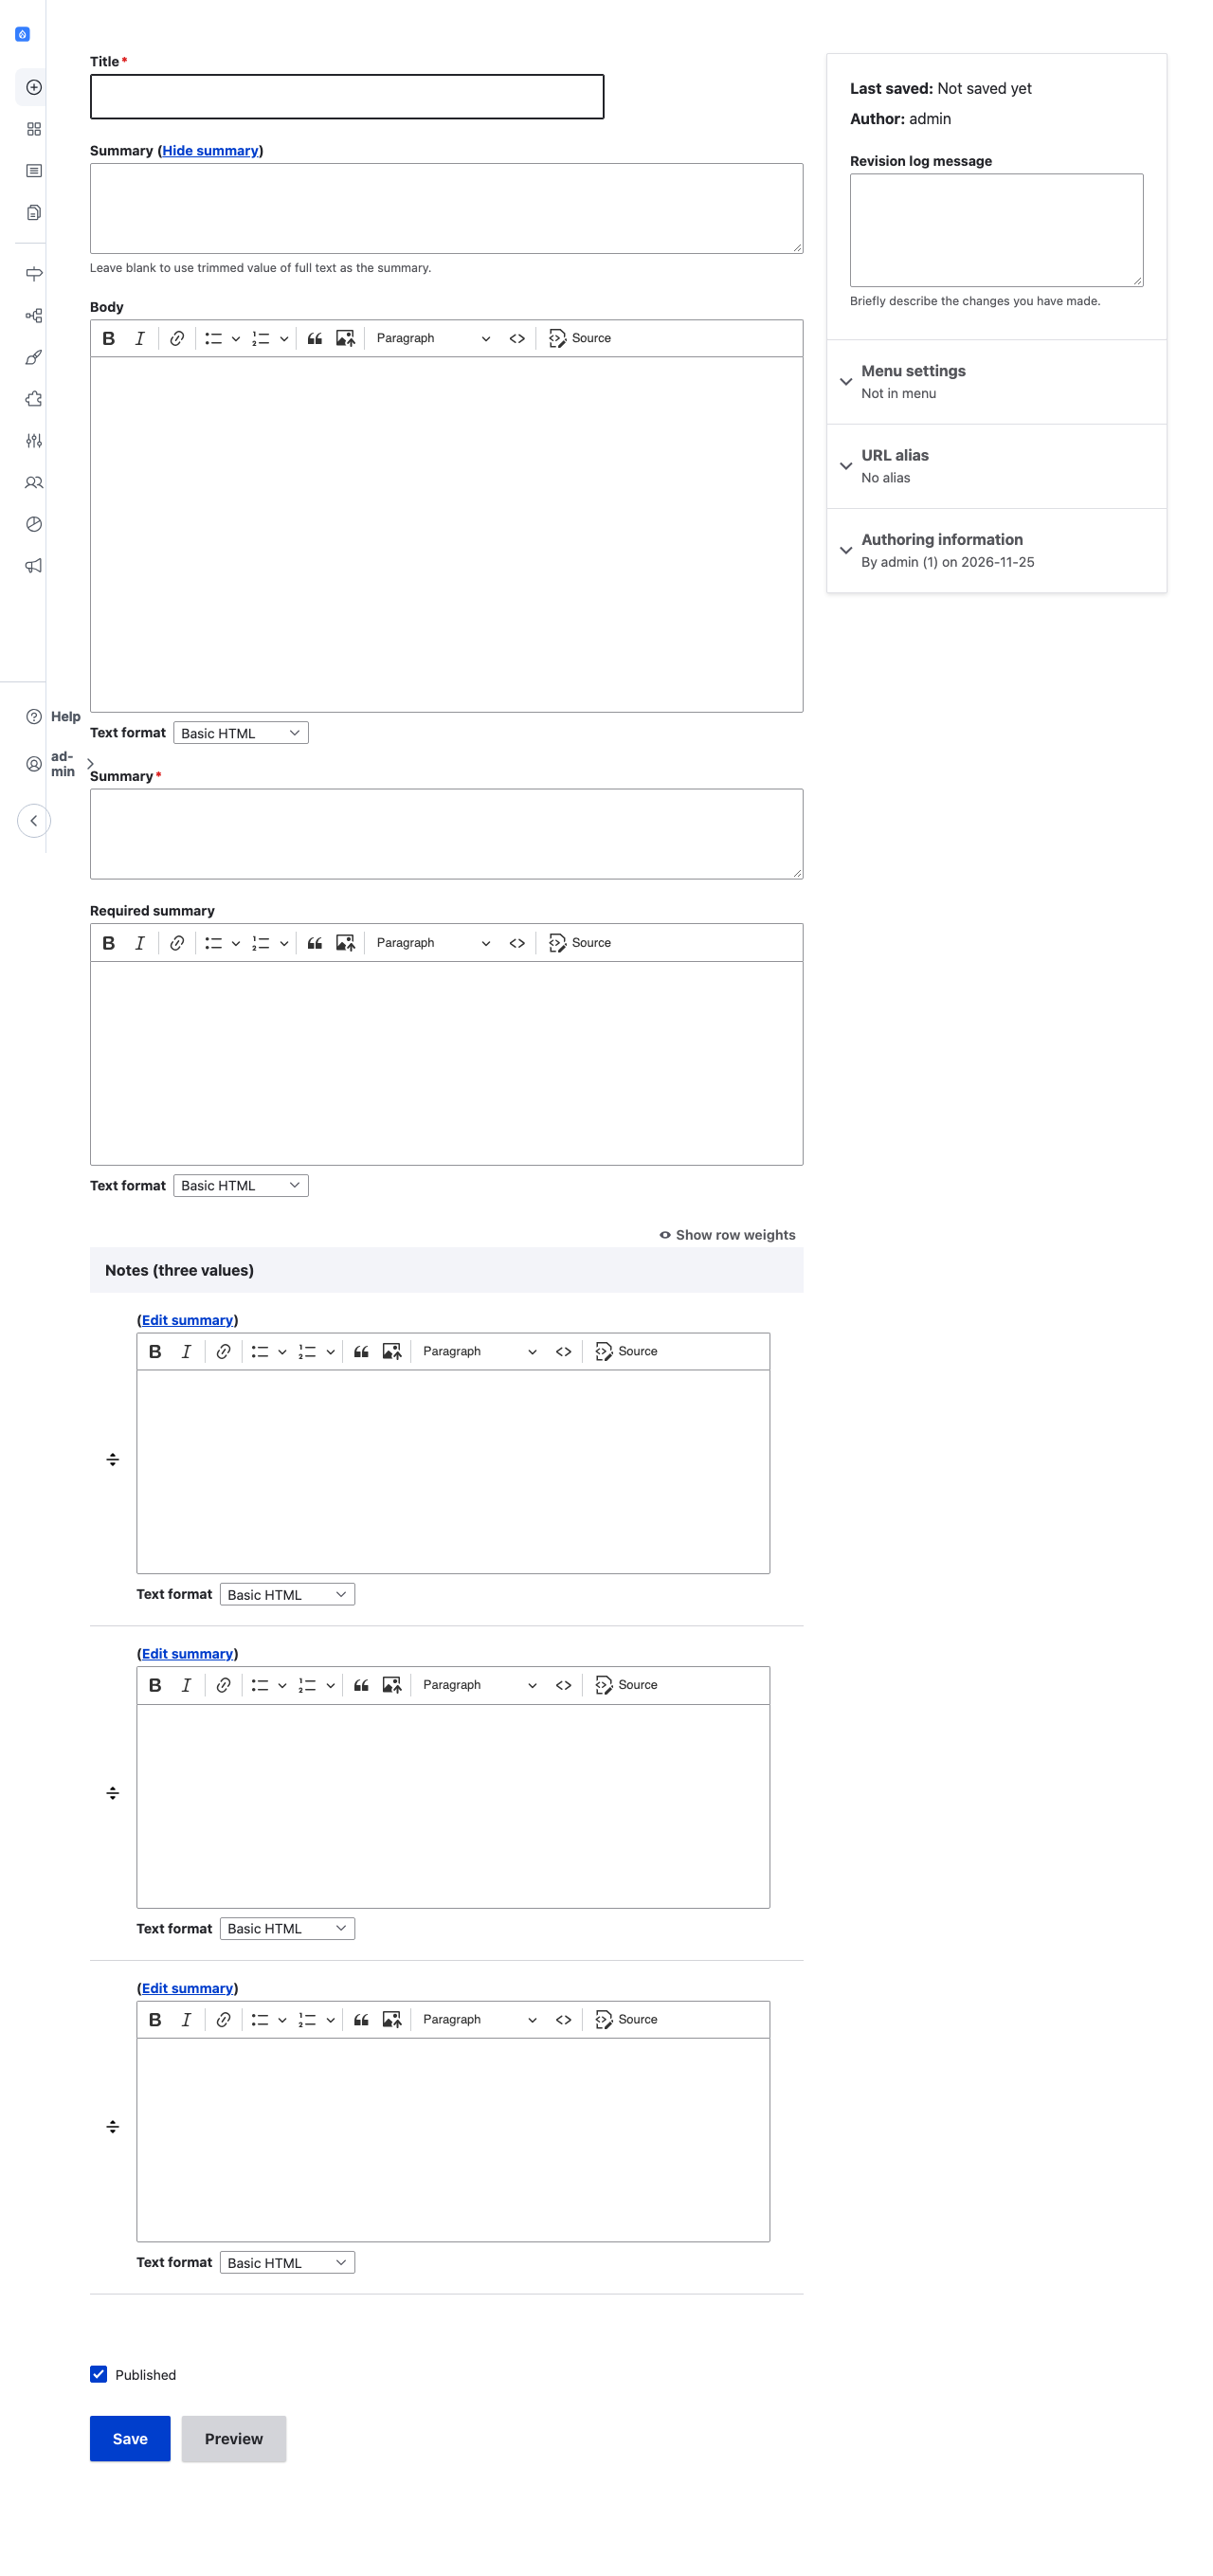 Title*
Summary (Hide summary)
Leave blank to use trimmed value of full text as the summary.
Body
Paragraph
Source
Text format
Basic HTML
Summary*
Required summary
Paragraph
Source
Text format
Basic HTML
Show row weights
Notes (three values)
(Edit summary)
Paragraph
Source
Text format
Basic HTML
(Edit summary)
Paragraph
Source
Text format
Basic HTML
(Edit summary)
Paragraph
Source
Text format
Basic HTML
Published
Save
Preview
Last saved: Not saved yet
Author: admin
Revision log message
Briefly describe the changes you have made.
Menu settings
Not in menu
URL alias
No alias
Authoring information
By admin (1) on 2026-11-25
Help
ad-
min